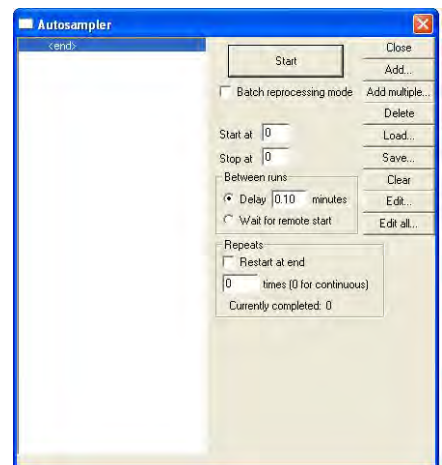 Autosampler
<end>
Start
Batch reprocessing mode
Start at 0
Stop at 0
Between runs
Delay 0.10 minutes
Wait for remote start
Repeats
Restart at end
0 times (0 for continuous)
Currently completed: 0
Close
Add...
Add multiple...
Delete
Load...
Save...
Clear
Edit...
Edit all...